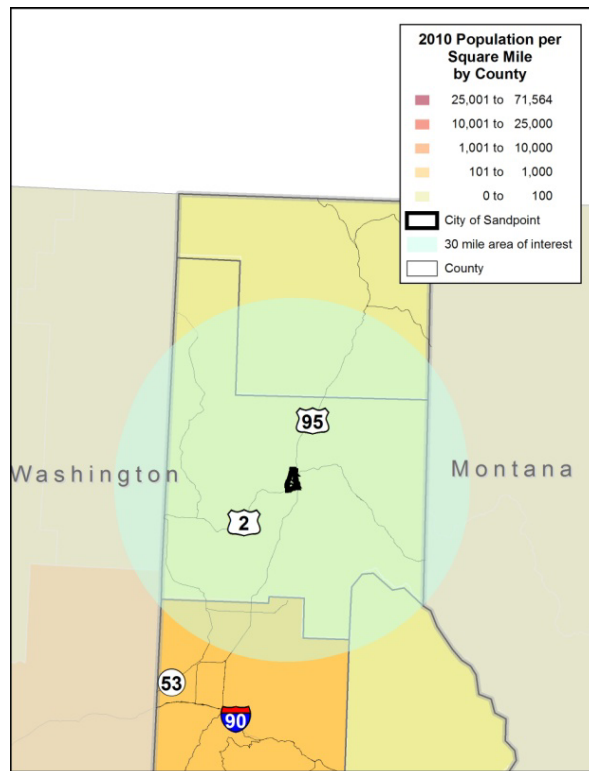 2010 Population per
Square Mile
by County
25,001 to 71,564
10,001 to 25,000
1,001 to 10,000
101 to 1,000
0 to 100
City of Sandpoint
30 mile area of interest
County
95
Washington
Montana
2
53
90